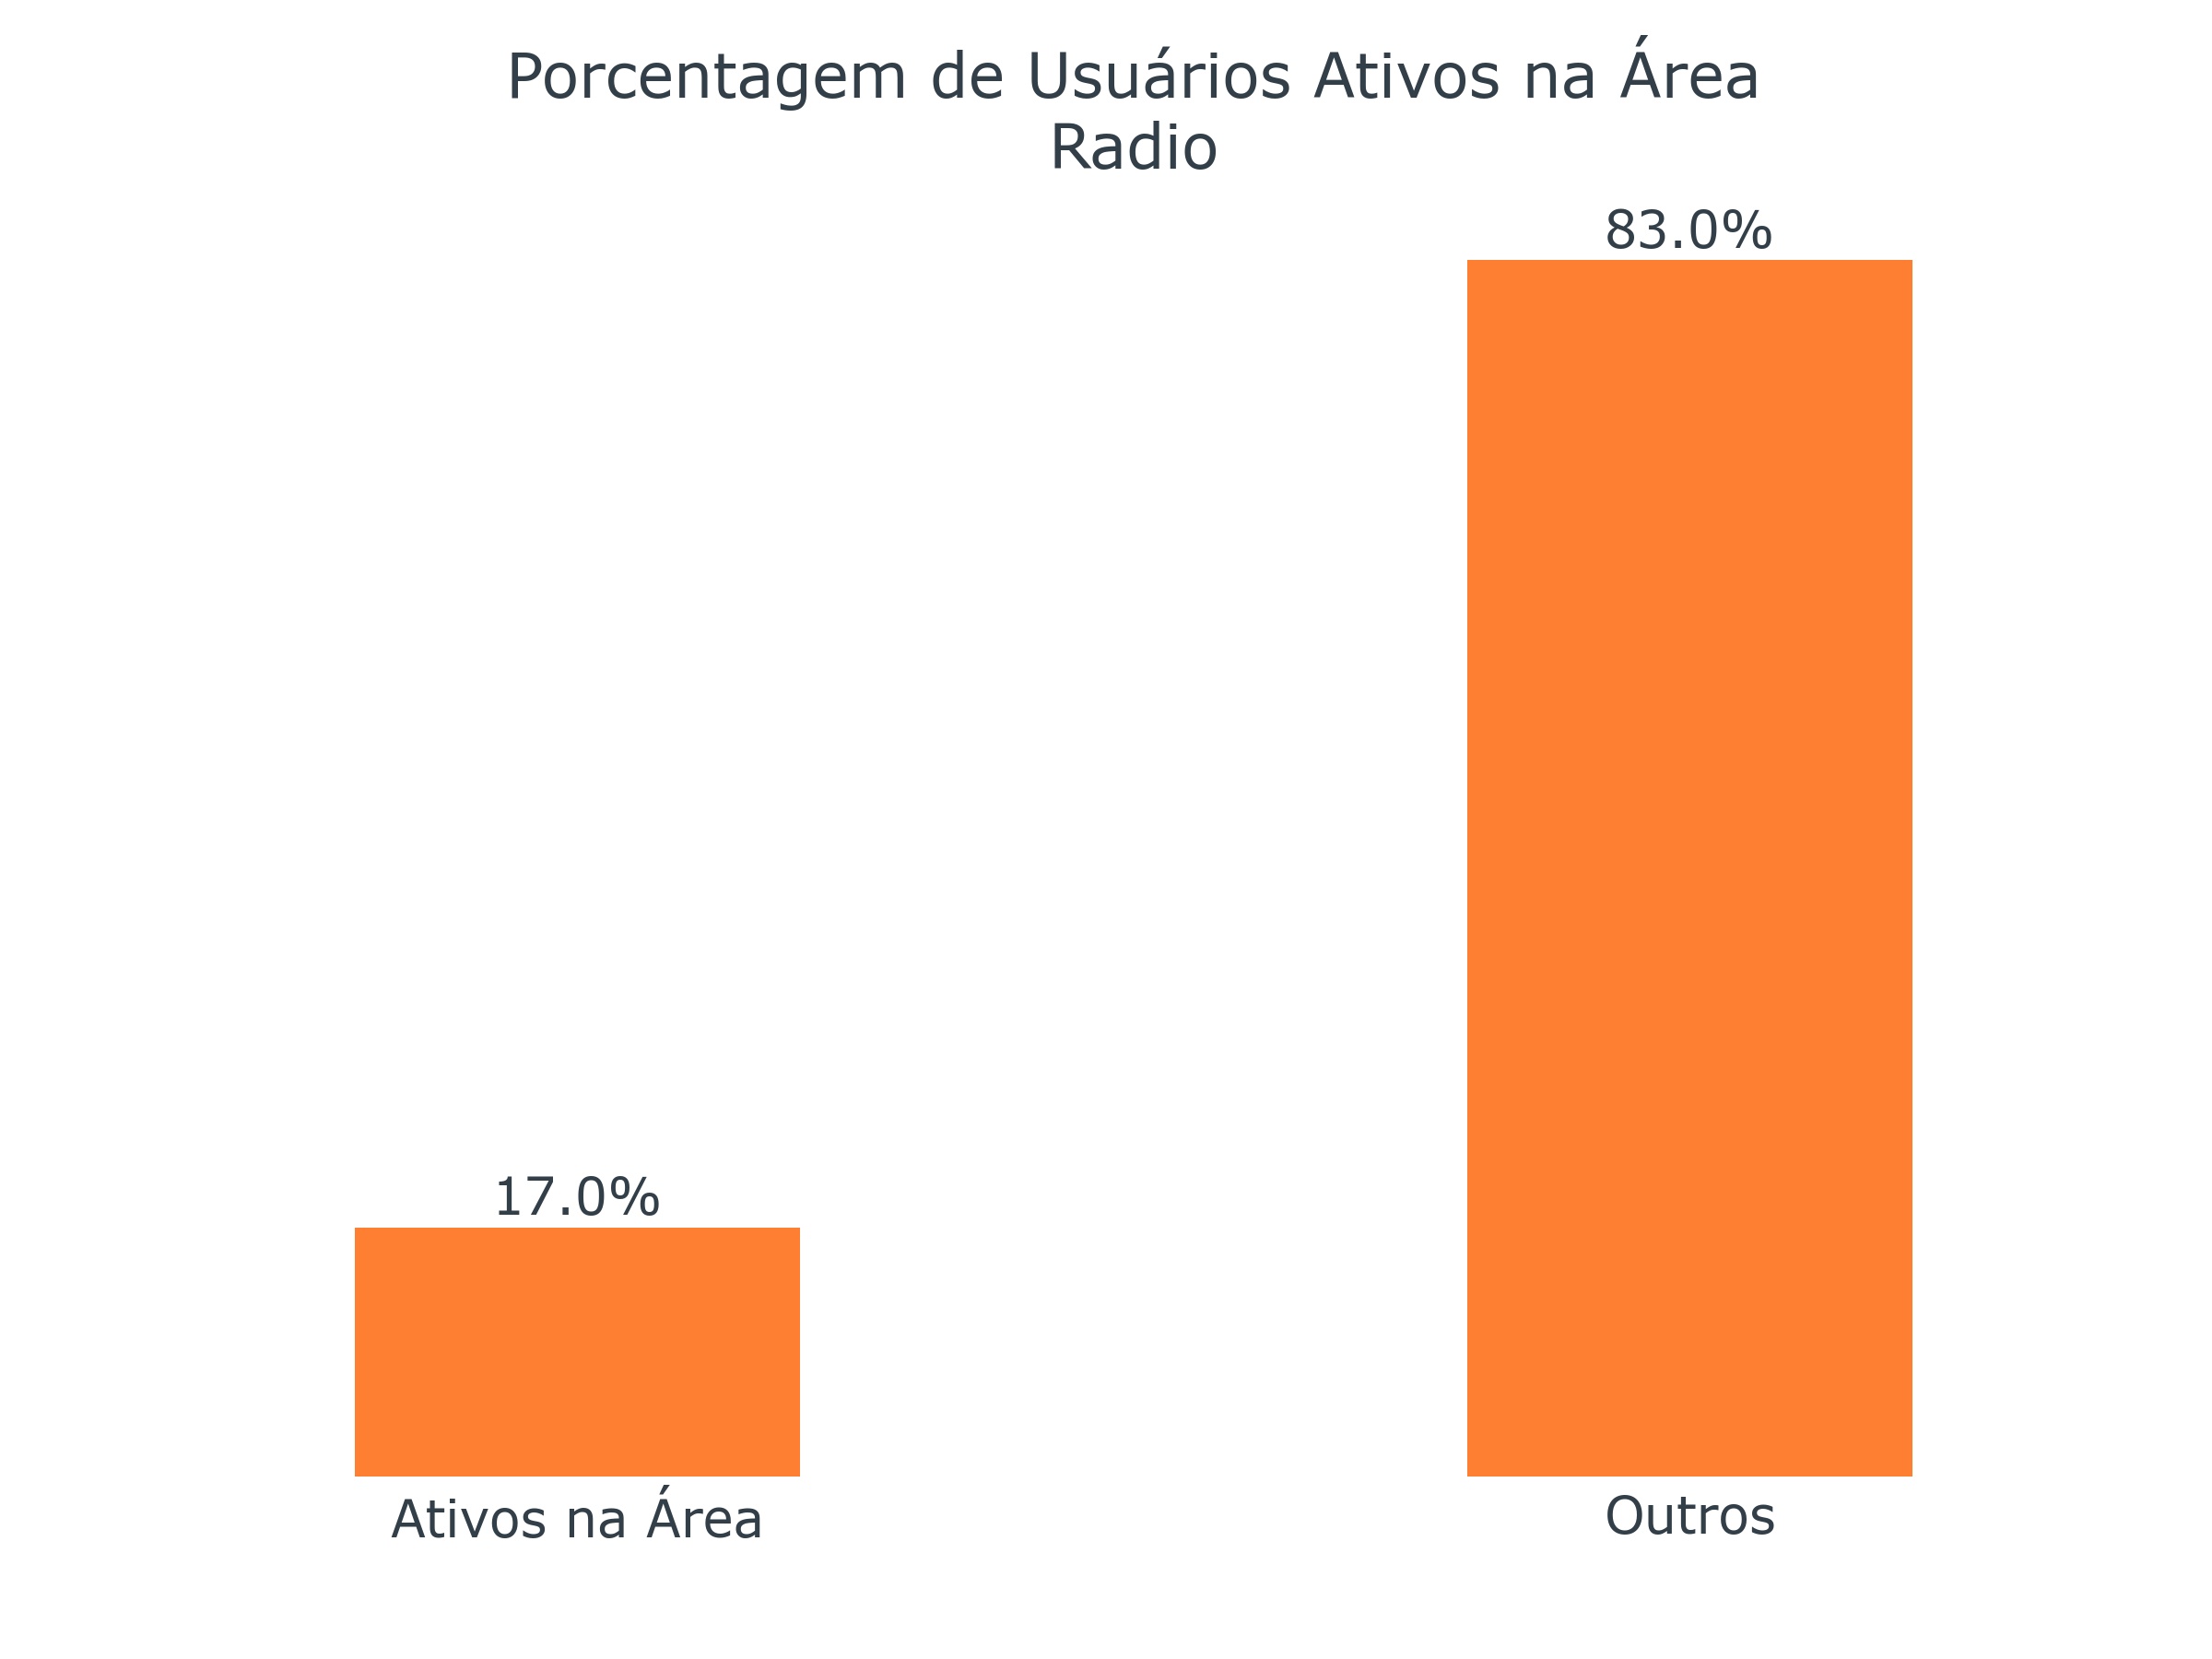 Porcentagem de Usuários Ativos na Área
Radio
83.0%
17.0%
Ativos na Área
Outros